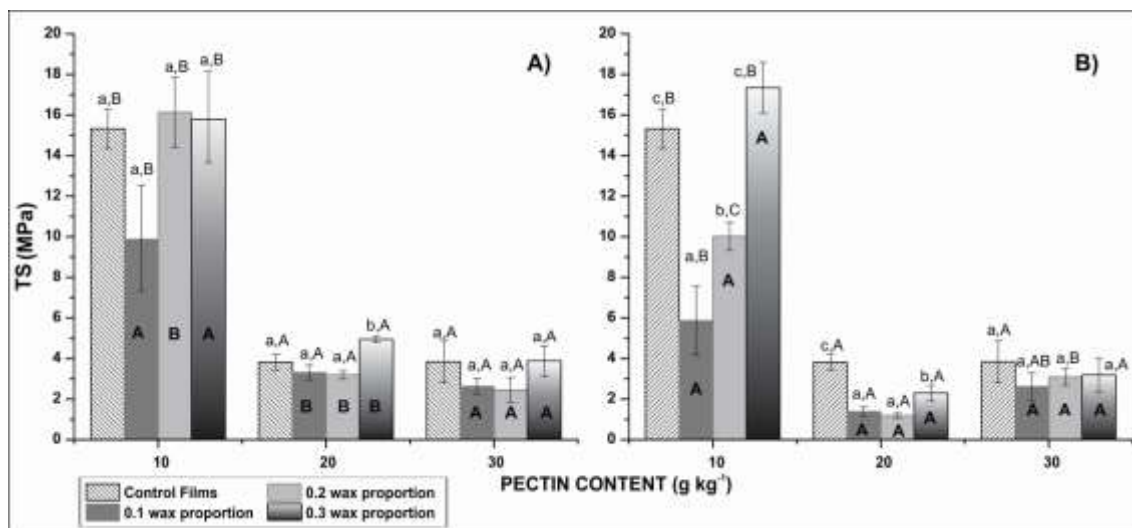 A)
B)
TS (MPa)
20
18
16
14
12
10
8
6
4
2
0
a,B
a,B
a,B
a,B
A
B
A
a,A
a,A
a,A
b,A
B
B
B
a,A
a,A
a,A
a,A
A
A
A
10
20
30
20
18
16
14
12
10
8
6
4
2
0
c,B
a,B
b,C
c,B
A
A
A
c,A
a,A
a,A
b,A
A
A
A
a,A
a,AB
a,B
a,A
A
A
A
10
20
30
PECTIN CONTENT (g kg⁻¹)
Control Films
0.2 wax proportion
0.1 wax proportion
0.3 wax proportion